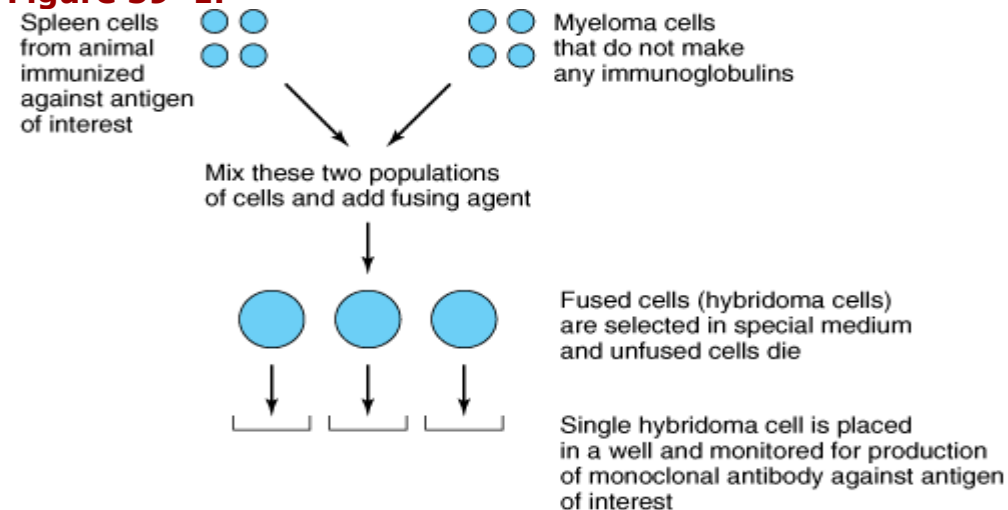 Spleen cells
from animal
immunized
against antigen
of interest
Myeloma cells
that do not make
any immunoglobulins
Mix these two populations
of cells and add fusing agent
Fused cells (hybridoma cells)
are selected in special medium
and unfused cells die
Single hybridoma cell is placed
in a well and monitored for production
of monoclonal antibody against antigen
of interest